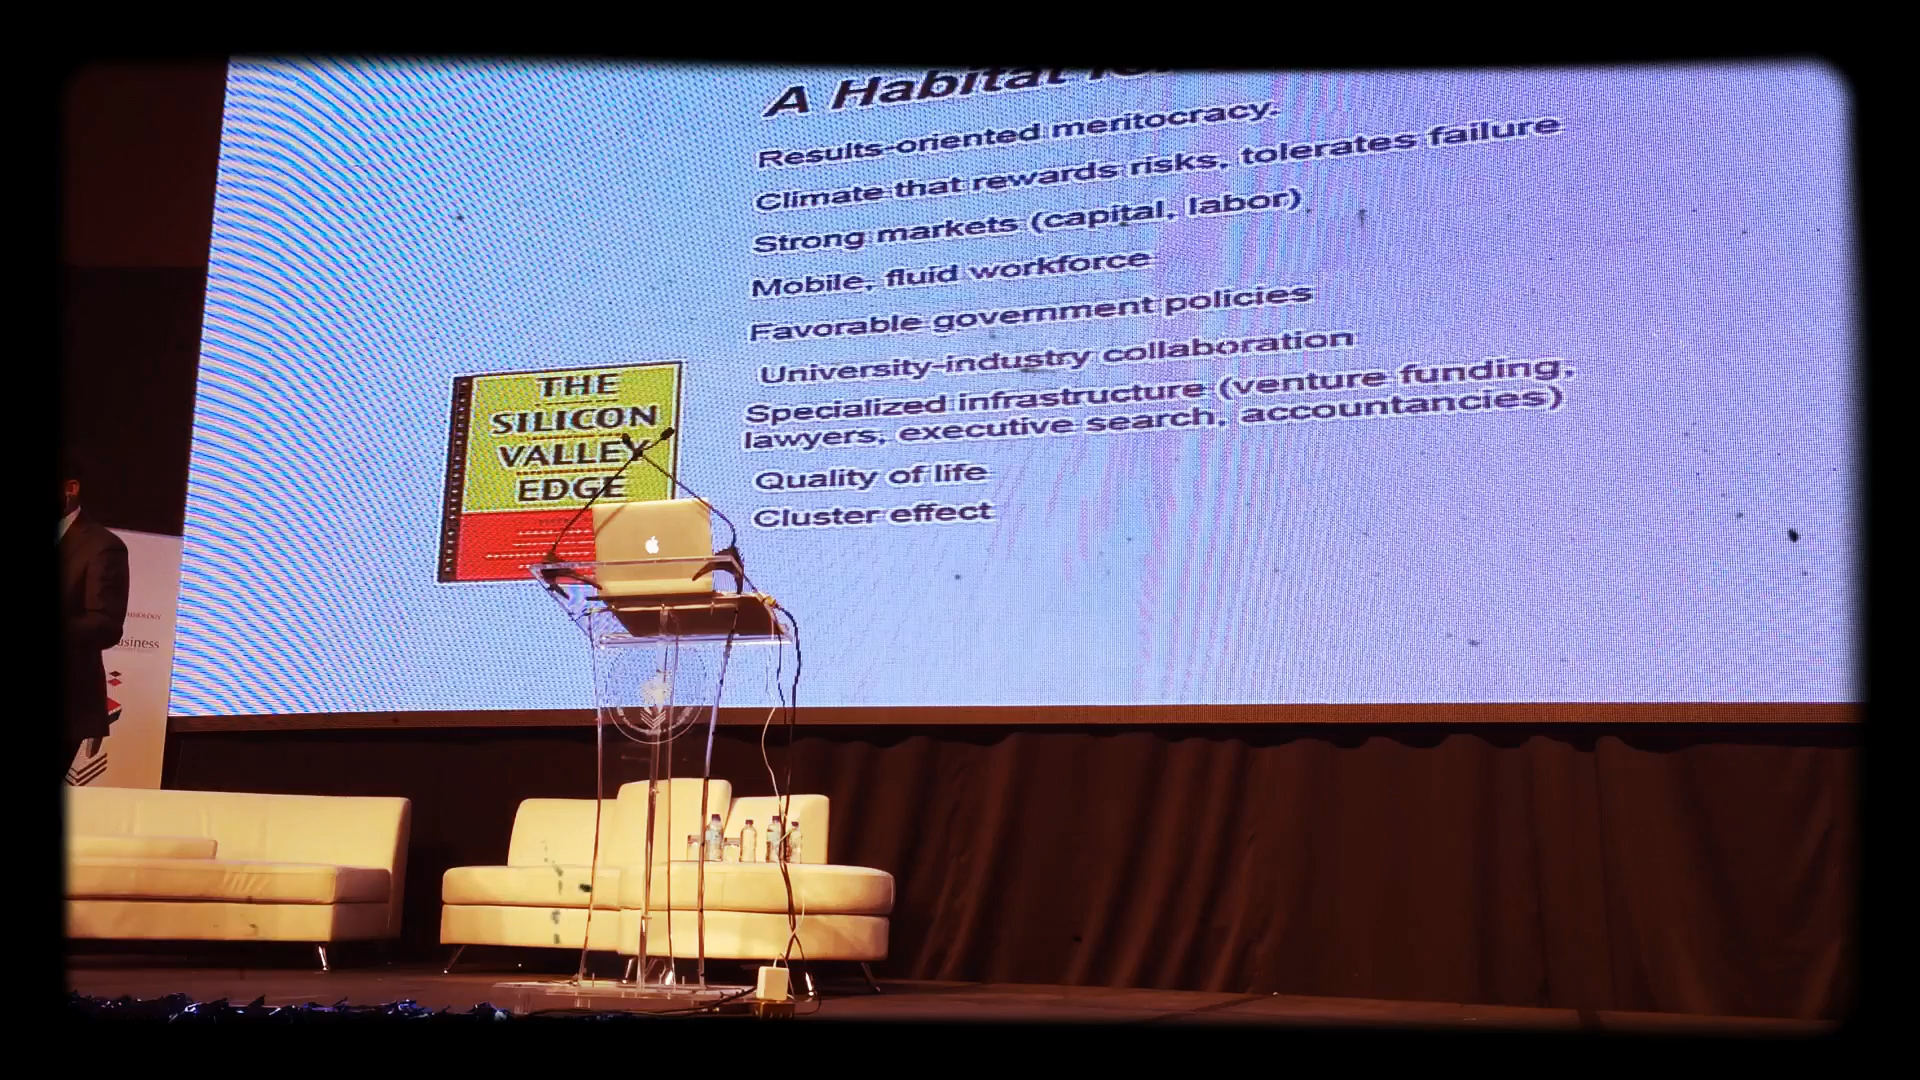 A Habitat for
Results-oriented meritocracy.
Climate that rewards risks, tolerates failure
Strong markets (capital, labor)
Mobile, fluid workforce
Favorable government policies
University-industry collaboration
Specialized infrastructure (venture funding,
lawyers, executive search, accountancies)
Quality of life
Cluster effect
THE
SILICON
VALLEY
EDGE